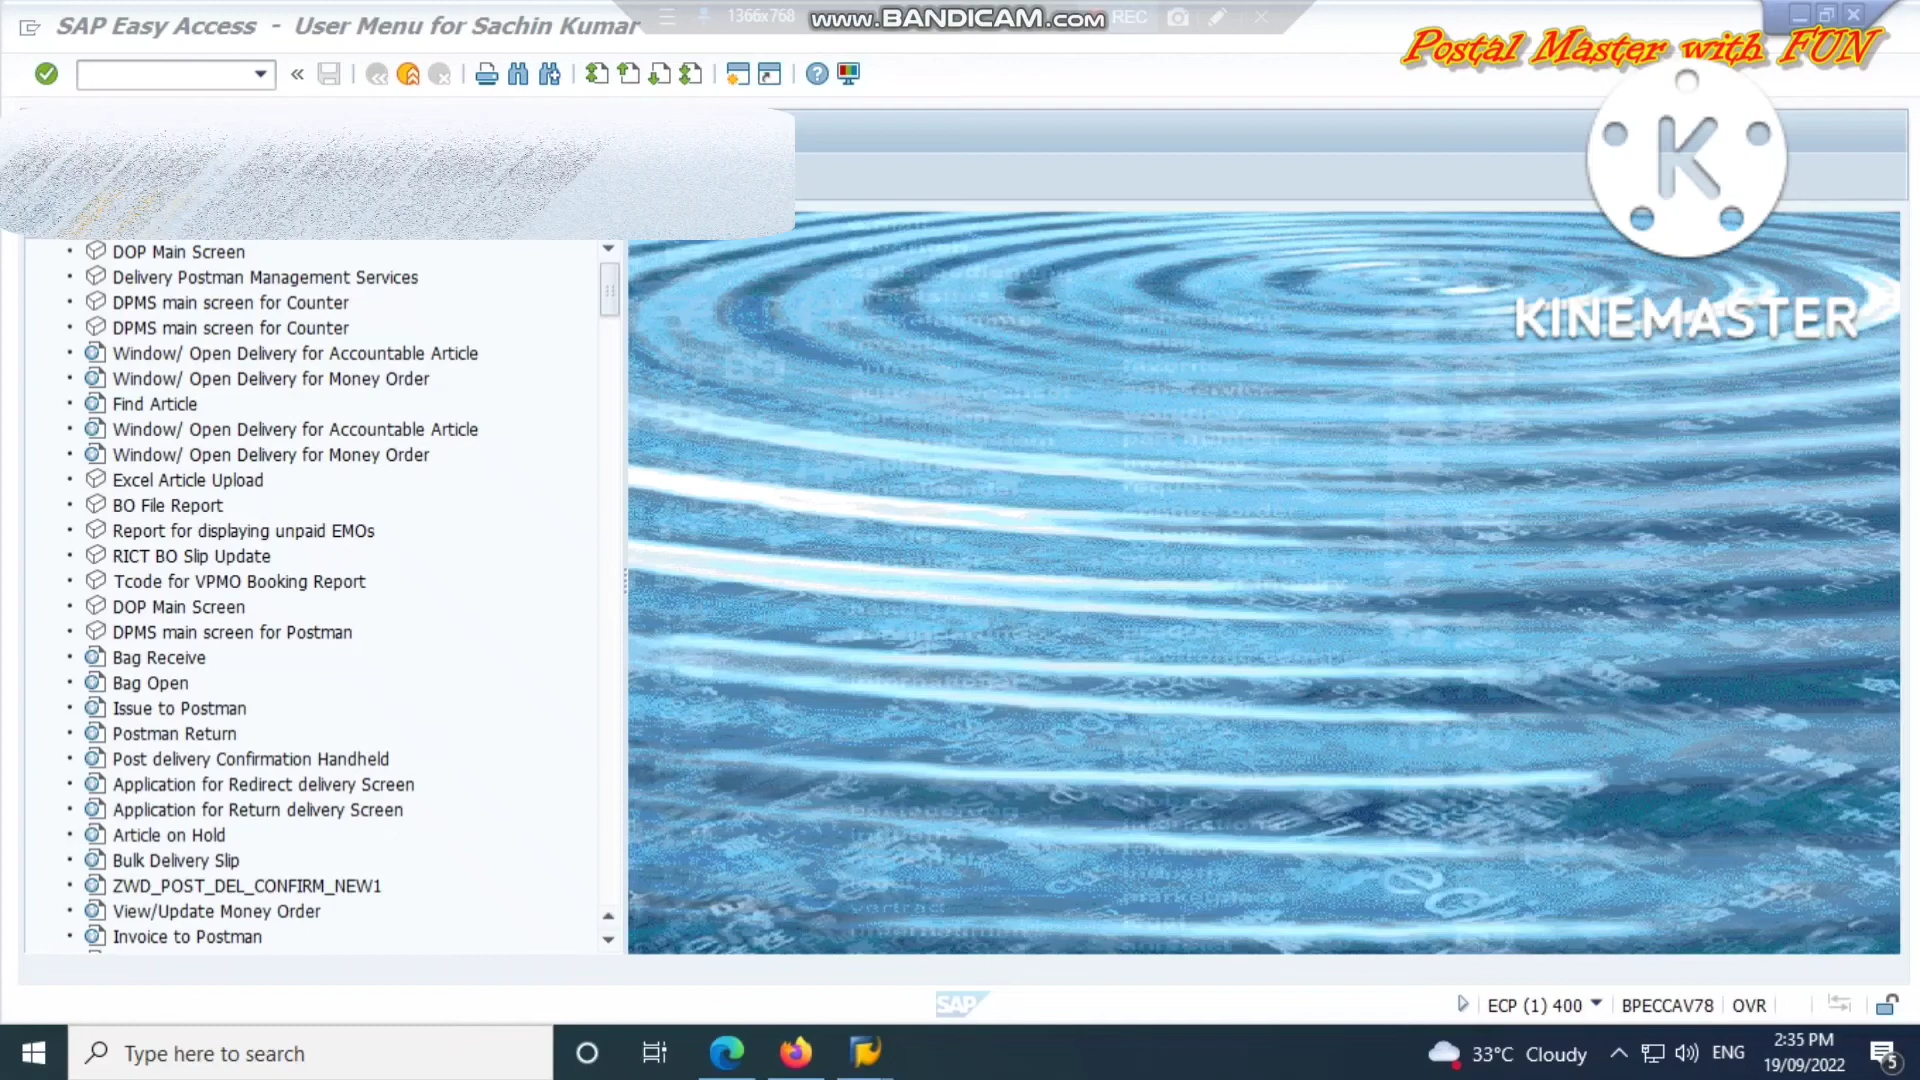 SAP Easy Access - User Menu for Sachin Kumar
1366x768
www.BANDICAM.com
REC
Postal Master with FUN
K
KINEMASTER
DOP Main Screen
Delivery Postman Management Services
DPMS main screen for Counter
DPMS main screen for Counter
Window/ Open Delivery for Accountable Article
Window/ Open Delivery for Money Order
Find Article
Window/ Open Delivery for Accountable Article
Window/ Open Delivery for Money Order
Excel Article Upload
BO File Report
Report for displaying unpaid EMOs
RICT BO Slip Update
Tcode for VPMO Booking Report
DOP Main Screen
DPMS main screen for Postman
Bag Receive
Bag Open
Issue to Postman
Postman Return
Post delivery Confirmation Handheld
Application for Redirect delivery Screen
Application for Return delivery Screen
Article on Hold
Bulk Delivery Slip
ZWD_POST_DEL_CONFIRM_NEW1
View/Update Money Order
Invoice to Postman
SAP
ECP (1) 400
BPECCAV78
OVR
Type here to search
33°C Cloudy
ENG
2:35 PM
19/09/2022
5